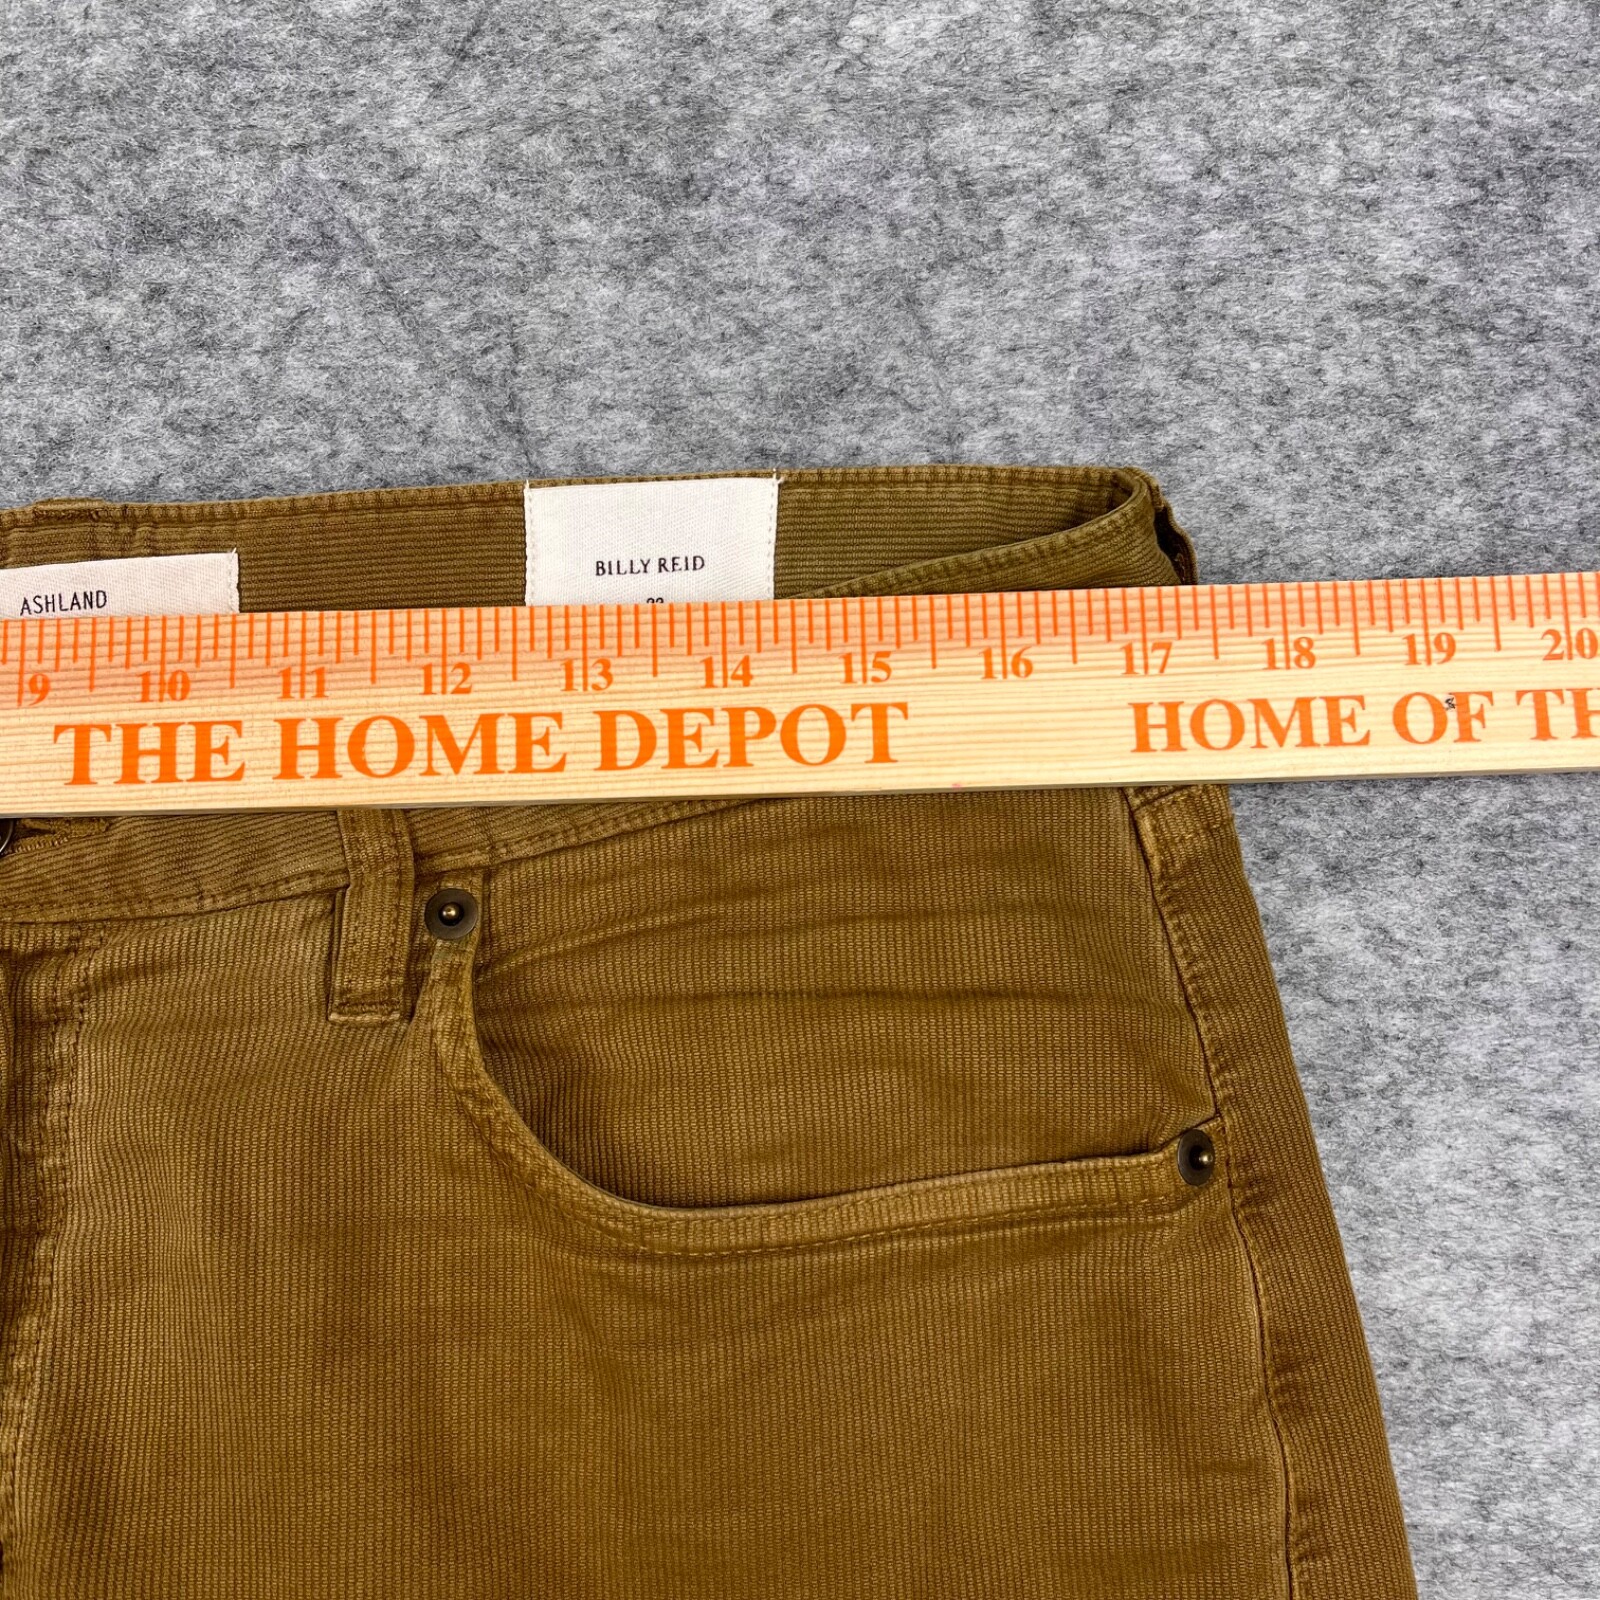 BILLY REID
ASHLAND
9 10 11 12 13 14 15 16 17 18 19 20
THE HOME DEPOT HOME OF